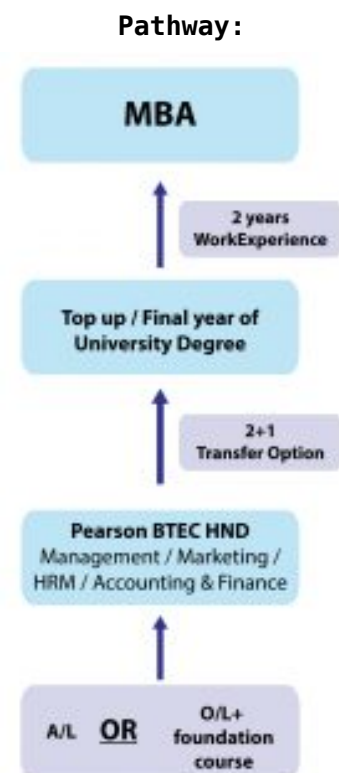 Pathway:
MBA
2 years
WorkExperience
Top up / Final year of
University Degree
2+1
Transfer Option
Pearson BTEC HND
Management / Marketing /
HRM / Accounting & Finance
A/L OR O/L+
foundation
course